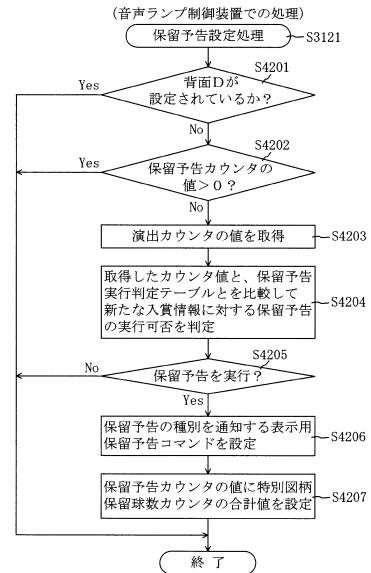 （音声ランプ制御装置での処理）
保留予告設定処理
S3121
S4201
背面Dが
設定されているか？
Yes
No
S4202
保留予告カウンタの
値＞０？
Yes
No
演出カウンタの値を取得
S4203
取得したカウンタ値と、保留予告
実行判定テーブルとを比較して
新たな入賞情報に対する保留予告
の実行可否を判定
S4204
S4205
保留予告を実行？
No
Yes
保留予告の種別を通知する表示用
保留予告コマンドを設定
S4206
保留予告カウンタの値に特別図柄
保留球数カウンタの合計値を設定
S4207
終 了